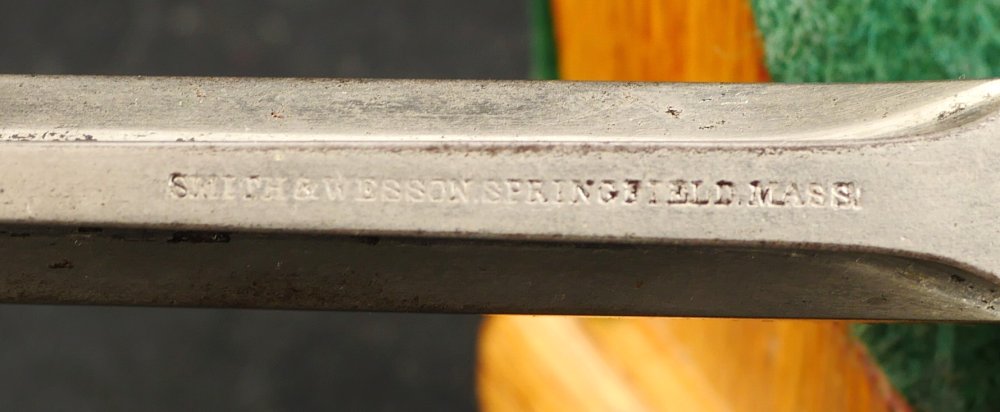 SMITH & WESSON. SPRINGFIELD. MASS.